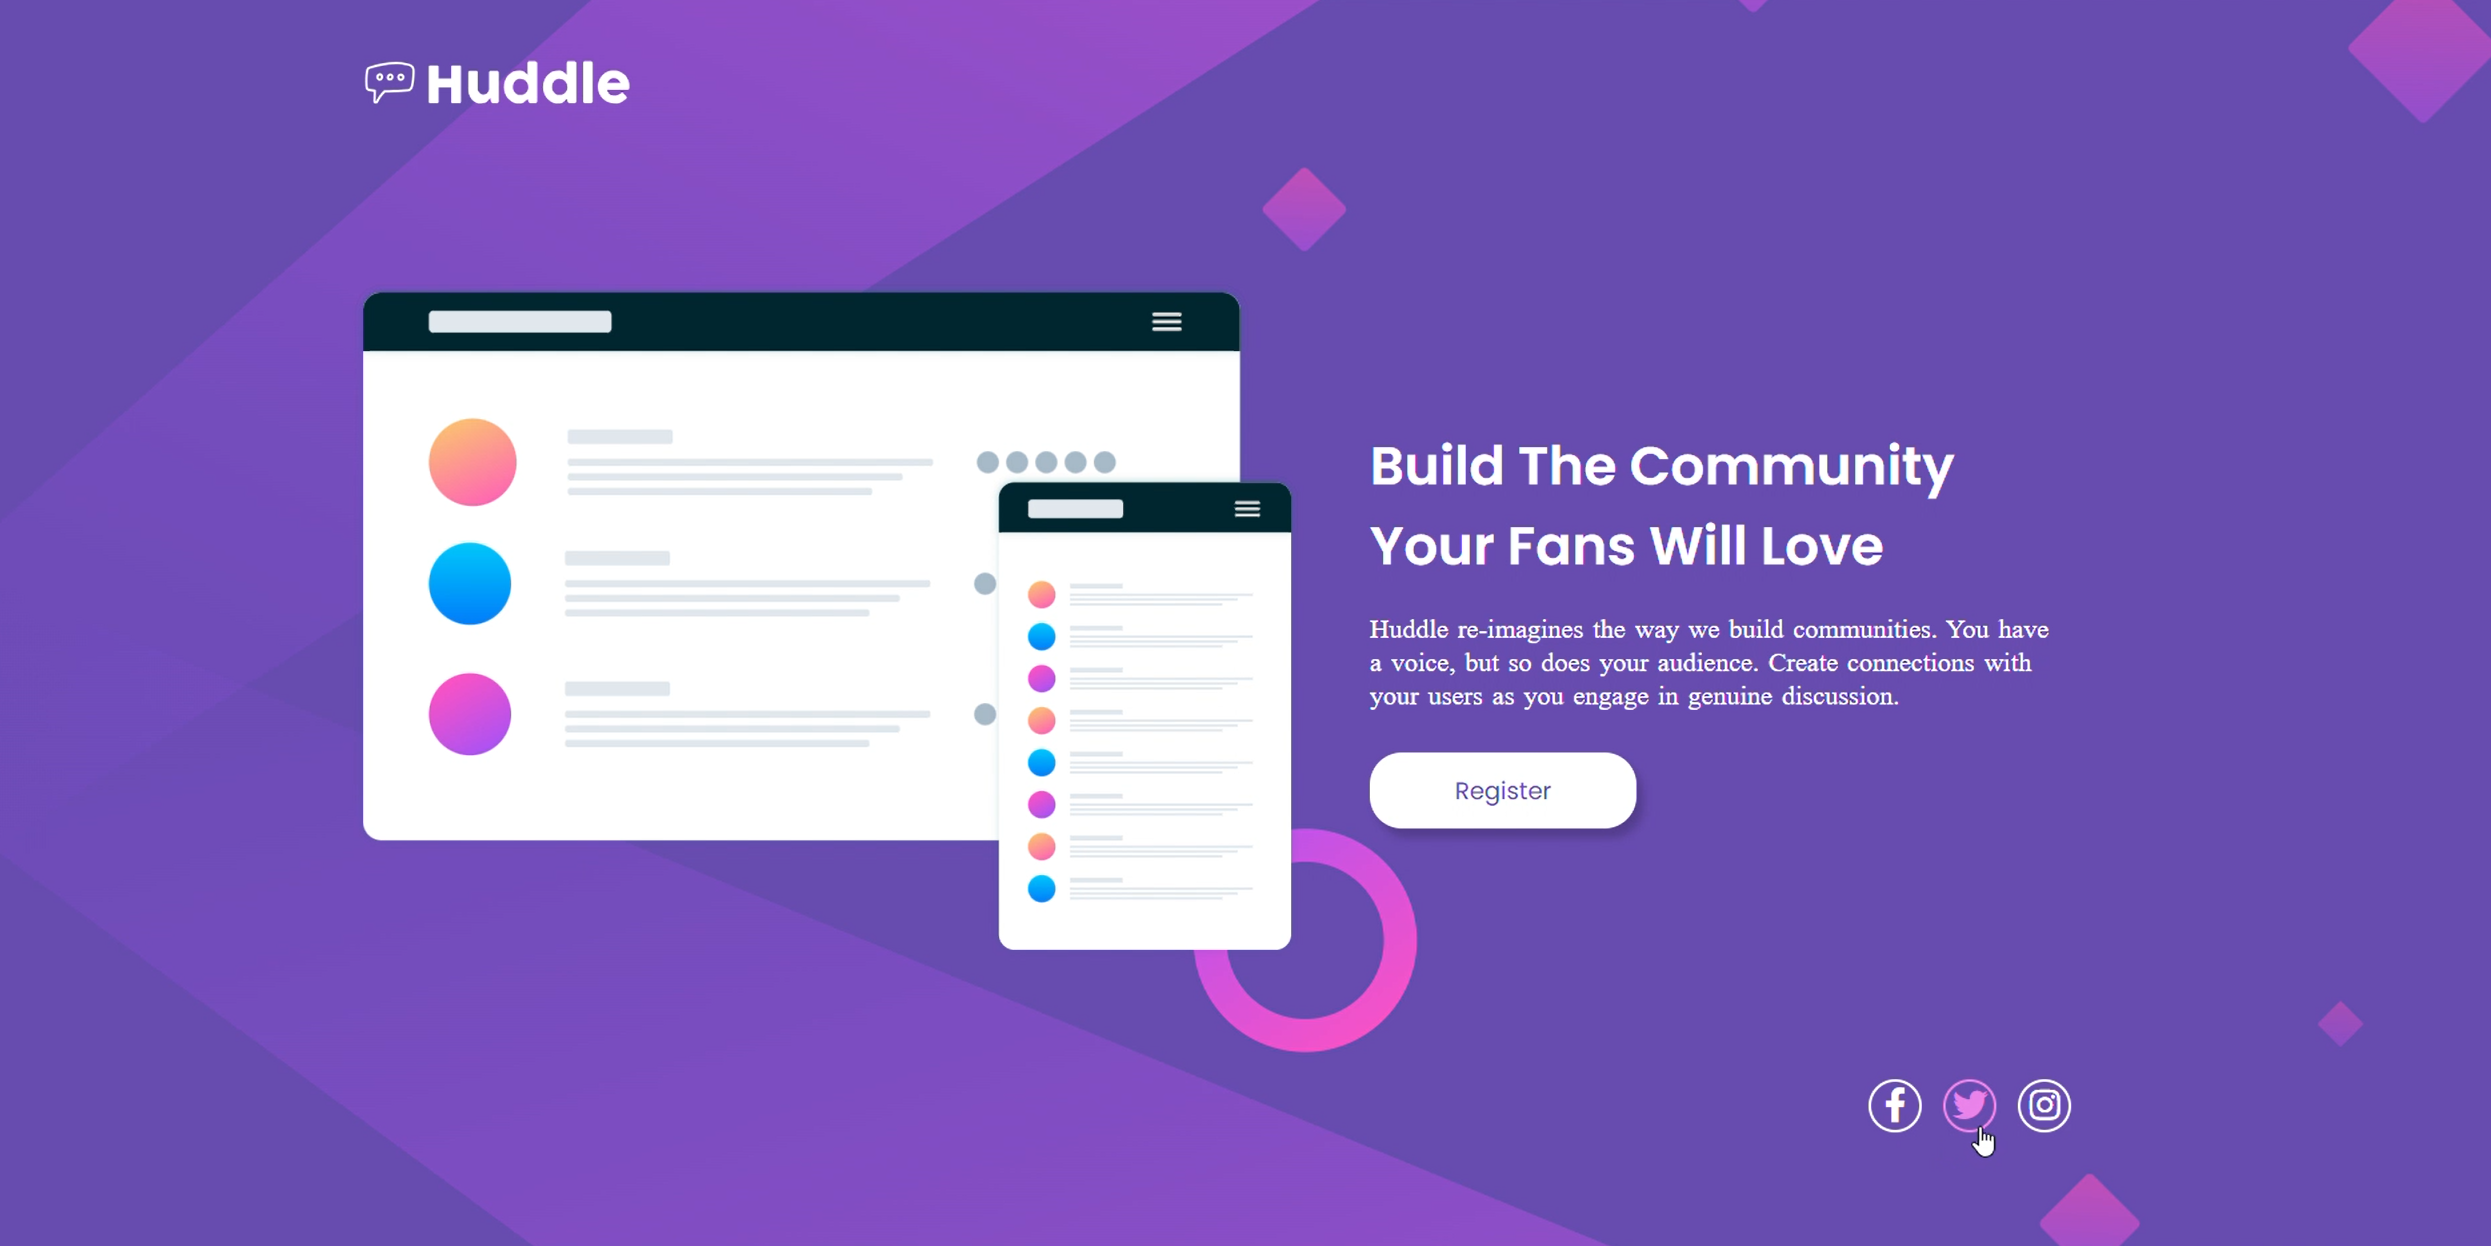 Huddle
Build The Community
Your Fans Will Love
Huddle re-imagines the way we build communities. You have
a voice, but so does your audience. Create connections with
your users as you engage in genuine discussion.
Register